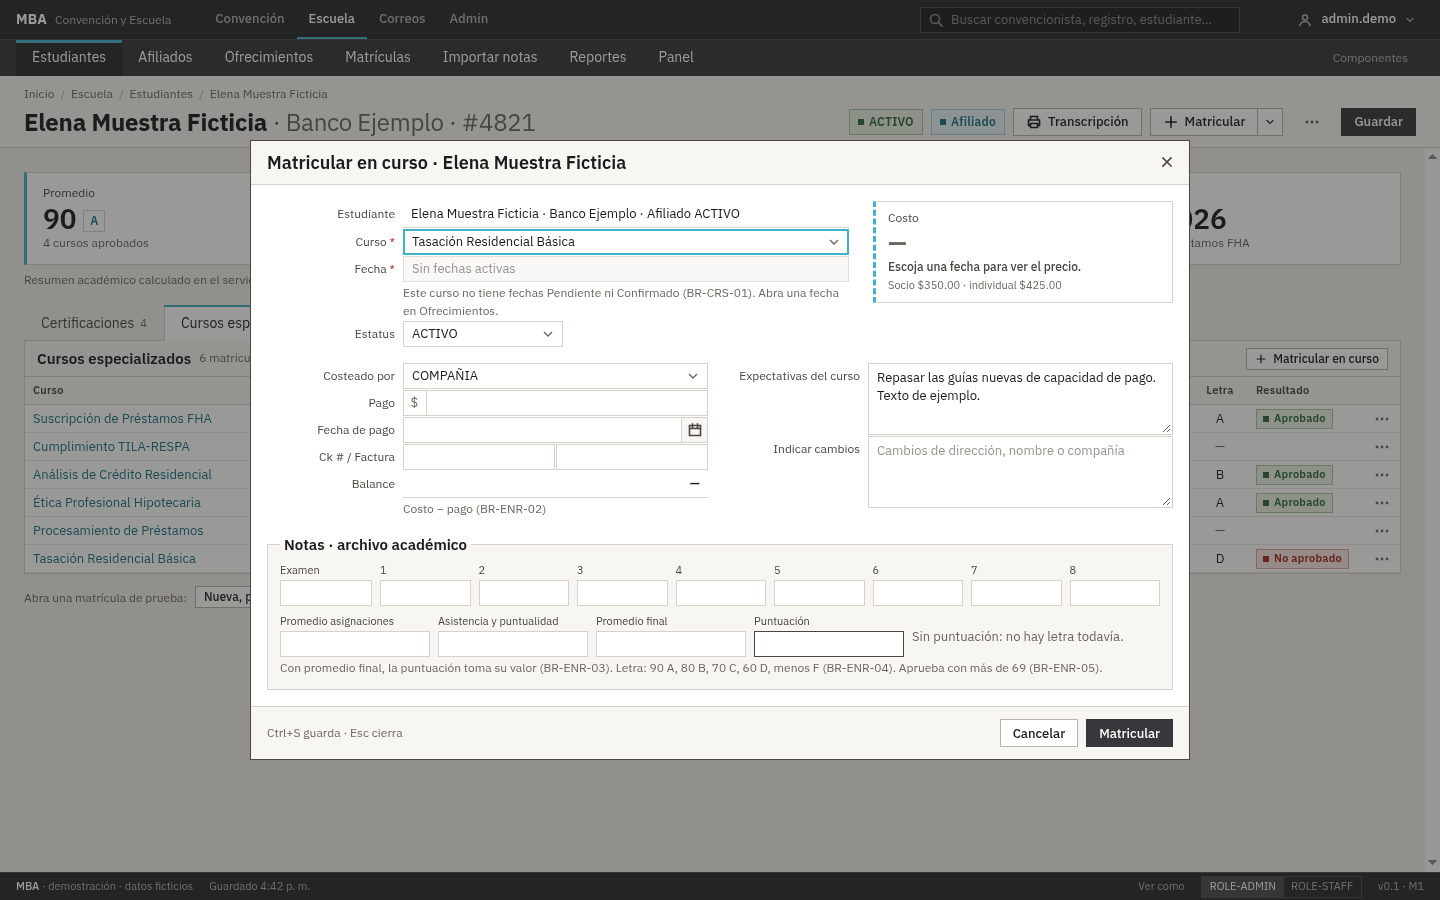 MBA Convención y Escuela Convención Escuela Correos Admin Buscar convencionista, registro, estudiante... admin.demo
Estudiantes Afiliados Ofrecimientos Matrículas Importar notas Reportes Panel Componentes
Inicio / Escuela / Estudiantes / Elena Muestra Ficticia
Elena Muestra Ficticia · Banco Ejemplo · #4821 ACTIVO Afiliado Transcripción Matricular Guardar
Matricular en curso · Elena Muestra Ficticia
Promedio
90 A
4 cursos aprobados
026
tamos FHA
Resumen académico calculado en el servi
Certificaciones 4 Cursos esp
Cursos especializados 6 matrícu
Matricular en curso
Curso Letra Resultado
Suscripción de Préstamos FHA A Aprobado
Cumplimiento TILA-RESPA —
Análisis de Crédito Residencial B Aprobado
Ética Profesional Hipotecaria A Aprobado
Procesamiento de Préstamos —
Tasación Residencial Básica D No aprobado
Abra una matrícula de prueba: Nueva, p
Estudiante Elena Muestra Ficticia · Banco Ejemplo · Afiliado ACTIVO
Curso * Tasación Residencial Básica
Fecha * Sin fechas activas
Este curso no tiene fechas Pendiente ni Confirmado (BR-CRS-01). Abra una fecha
en Ofrecimientos.
Estatus ACTIVO
Costo
—
Escoja una fecha para ver el precio.
Socio $350.00 · individual $425.00
Costeado por COMPAÑIA
Pago $
Fecha de pago
Ck # / Factura
Balance —
Costo – pago (BR-ENR-02)
Expectativas del curso Repasar las guías nuevas de capacidad de pago.
Texto de ejemplo.
Indicar cambios Cambios de dirección, nombre o compañía
Notas · archivo académico
Examen 1 2 3 4 5 6 7 8
Promedio asignaciones Asistencia y puntualidad Promedio final Puntuación
Sin puntuación: no hay letra todavía.
Con promedio final, la puntuación toma su valor (BR-ENR-03). Letra: 90 A, 80 B, 70 C, 60 D, menos F (BR-ENR-04). Aprueba con más de 69 (BR-ENR-05).
Ctrl+S guarda · Esc cierra Cancelar Matricular
MBA · demostración · datos ficticios Guardado 4:42 p. m. Ver como ROLE-ADMIN ROLE-STAFF v0.1 · M1